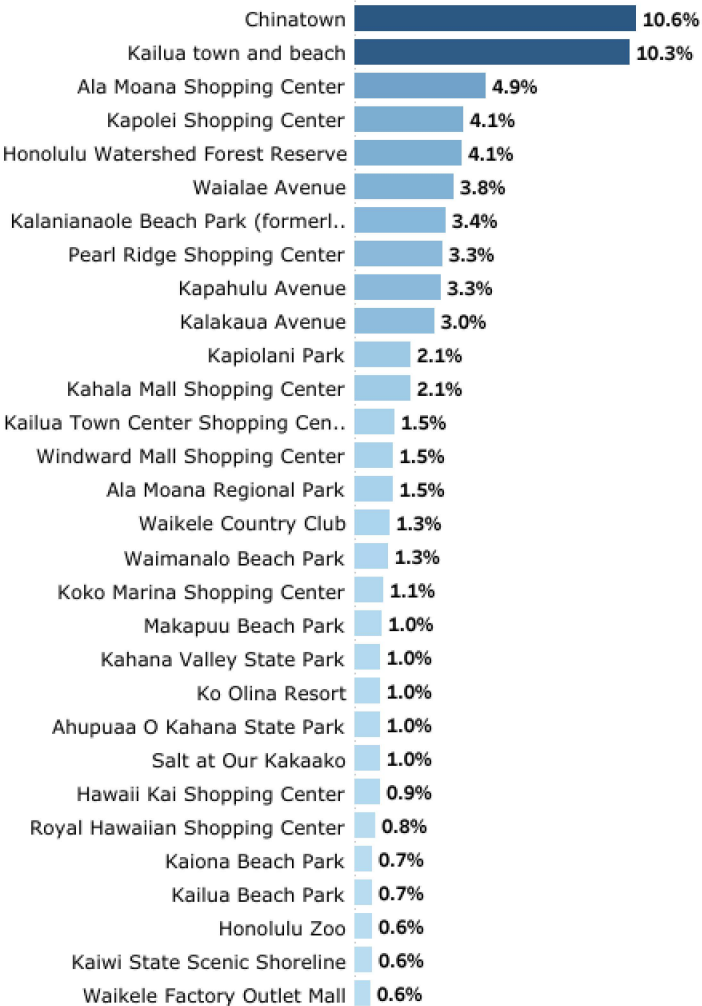 Chinatown 10.6%
Kailua town and beach 10.3%
Ala Moana Shopping Center 4.9%
Kapolei Shopping Center 4.1%
Honolulu Watershed Forest Reserve 4.1%
Waialae Avenue 3.8%
Kalanianaole Beach Park (formerl.. 3.4%
Pearl Ridge Shopping Center 3.3%
Kapahulu Avenue 3.3%
Kalakaua Avenue 3.0%
Kapiolani Park 2.1%
Kahala Mall Shopping Center 2.1%
Kailua Town Center Shopping Cen.. 1.5%
Windward Mall Shopping Center 1.5%
Ala Moana Regional Park 1.5%
Waikele Country Club 1.3%
Waimanalo Beach Park 1.3%
Koko Marina Shopping Center 1.1%
Makapuu Beach Park 1.0%
Kahana Valley State Park 1.0%
Ko Olina Resort 1.0%
Ahupuaa O Kahana State Park 1.0%
Salt at Our Kakaako 1.0%
Hawaii Kai Shopping Center 0.9%
Royal Hawaiian Shopping Center 0.8%
Kaiona Beach Park 0.7%
Kailua Beach Park 0.7%
Honolulu Zoo 0.6%
Kaiwi State Scenic Shoreline 0.6%
Waikele Factory Outlet Mall 0.6%